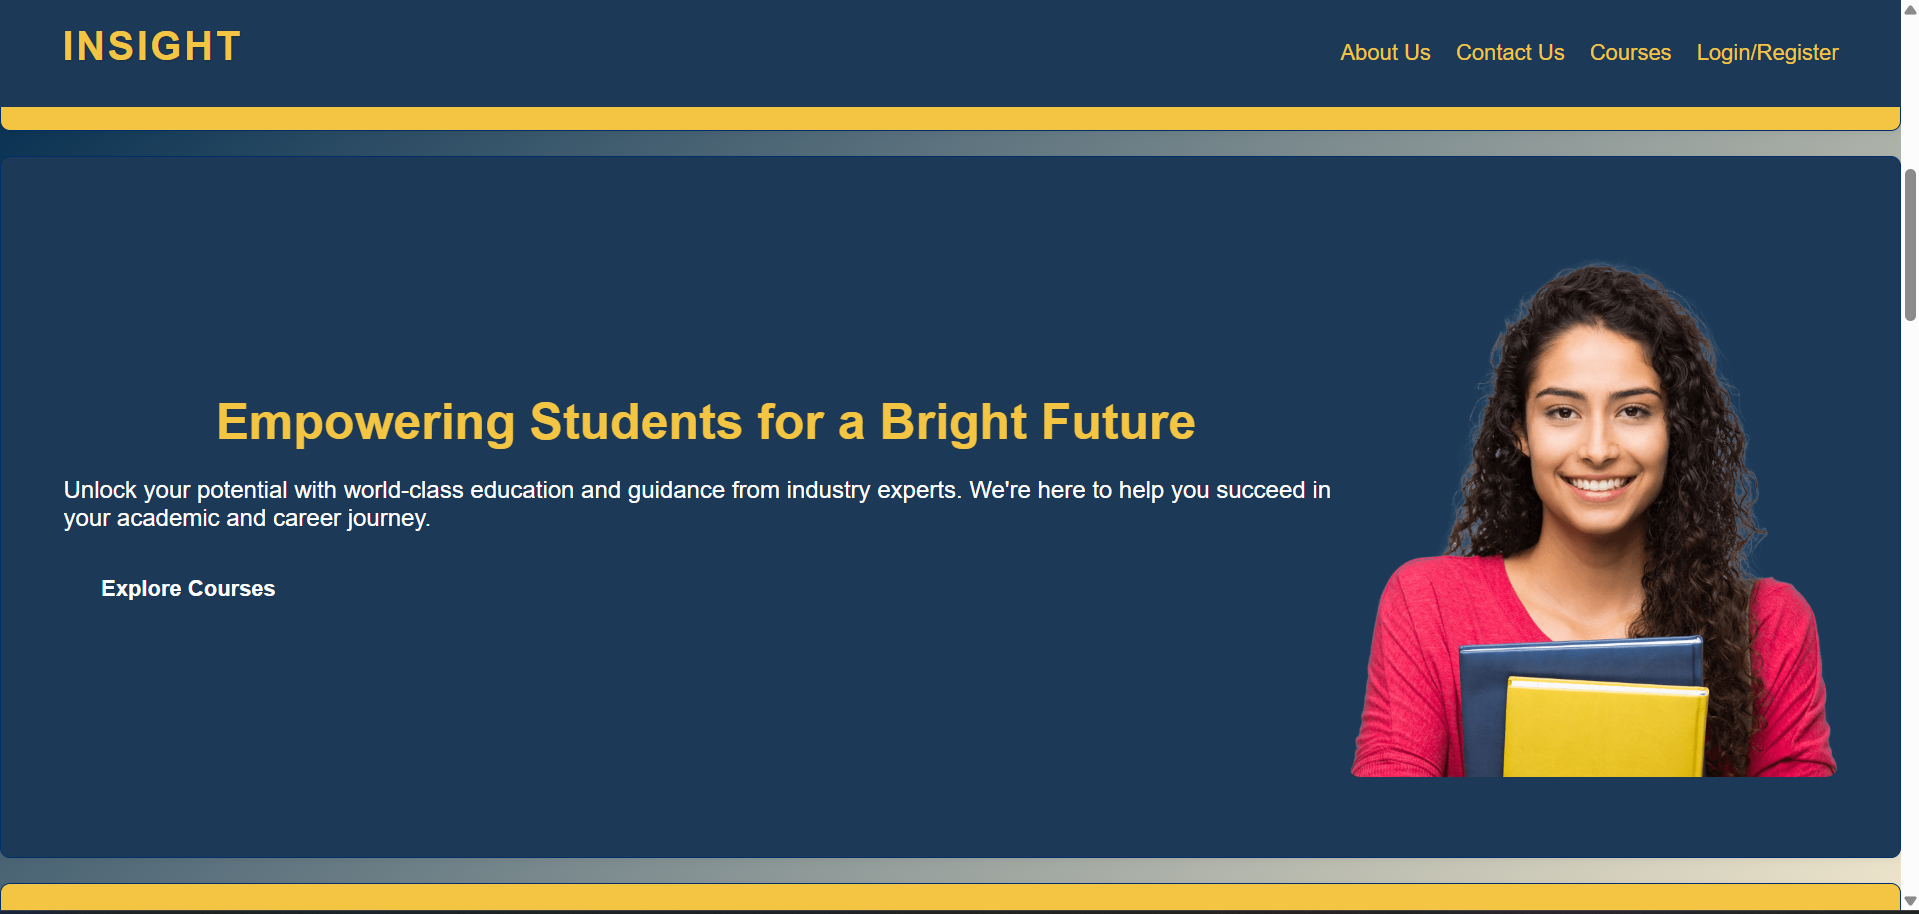 INSIGHT
About Us Contact Us Courses Login/Register
Empowering Students for a Bright Future
Unlock your potential with world-class education and guidance from industry experts. We're here to help you succeed in
your academic and career journey.
Explore Courses